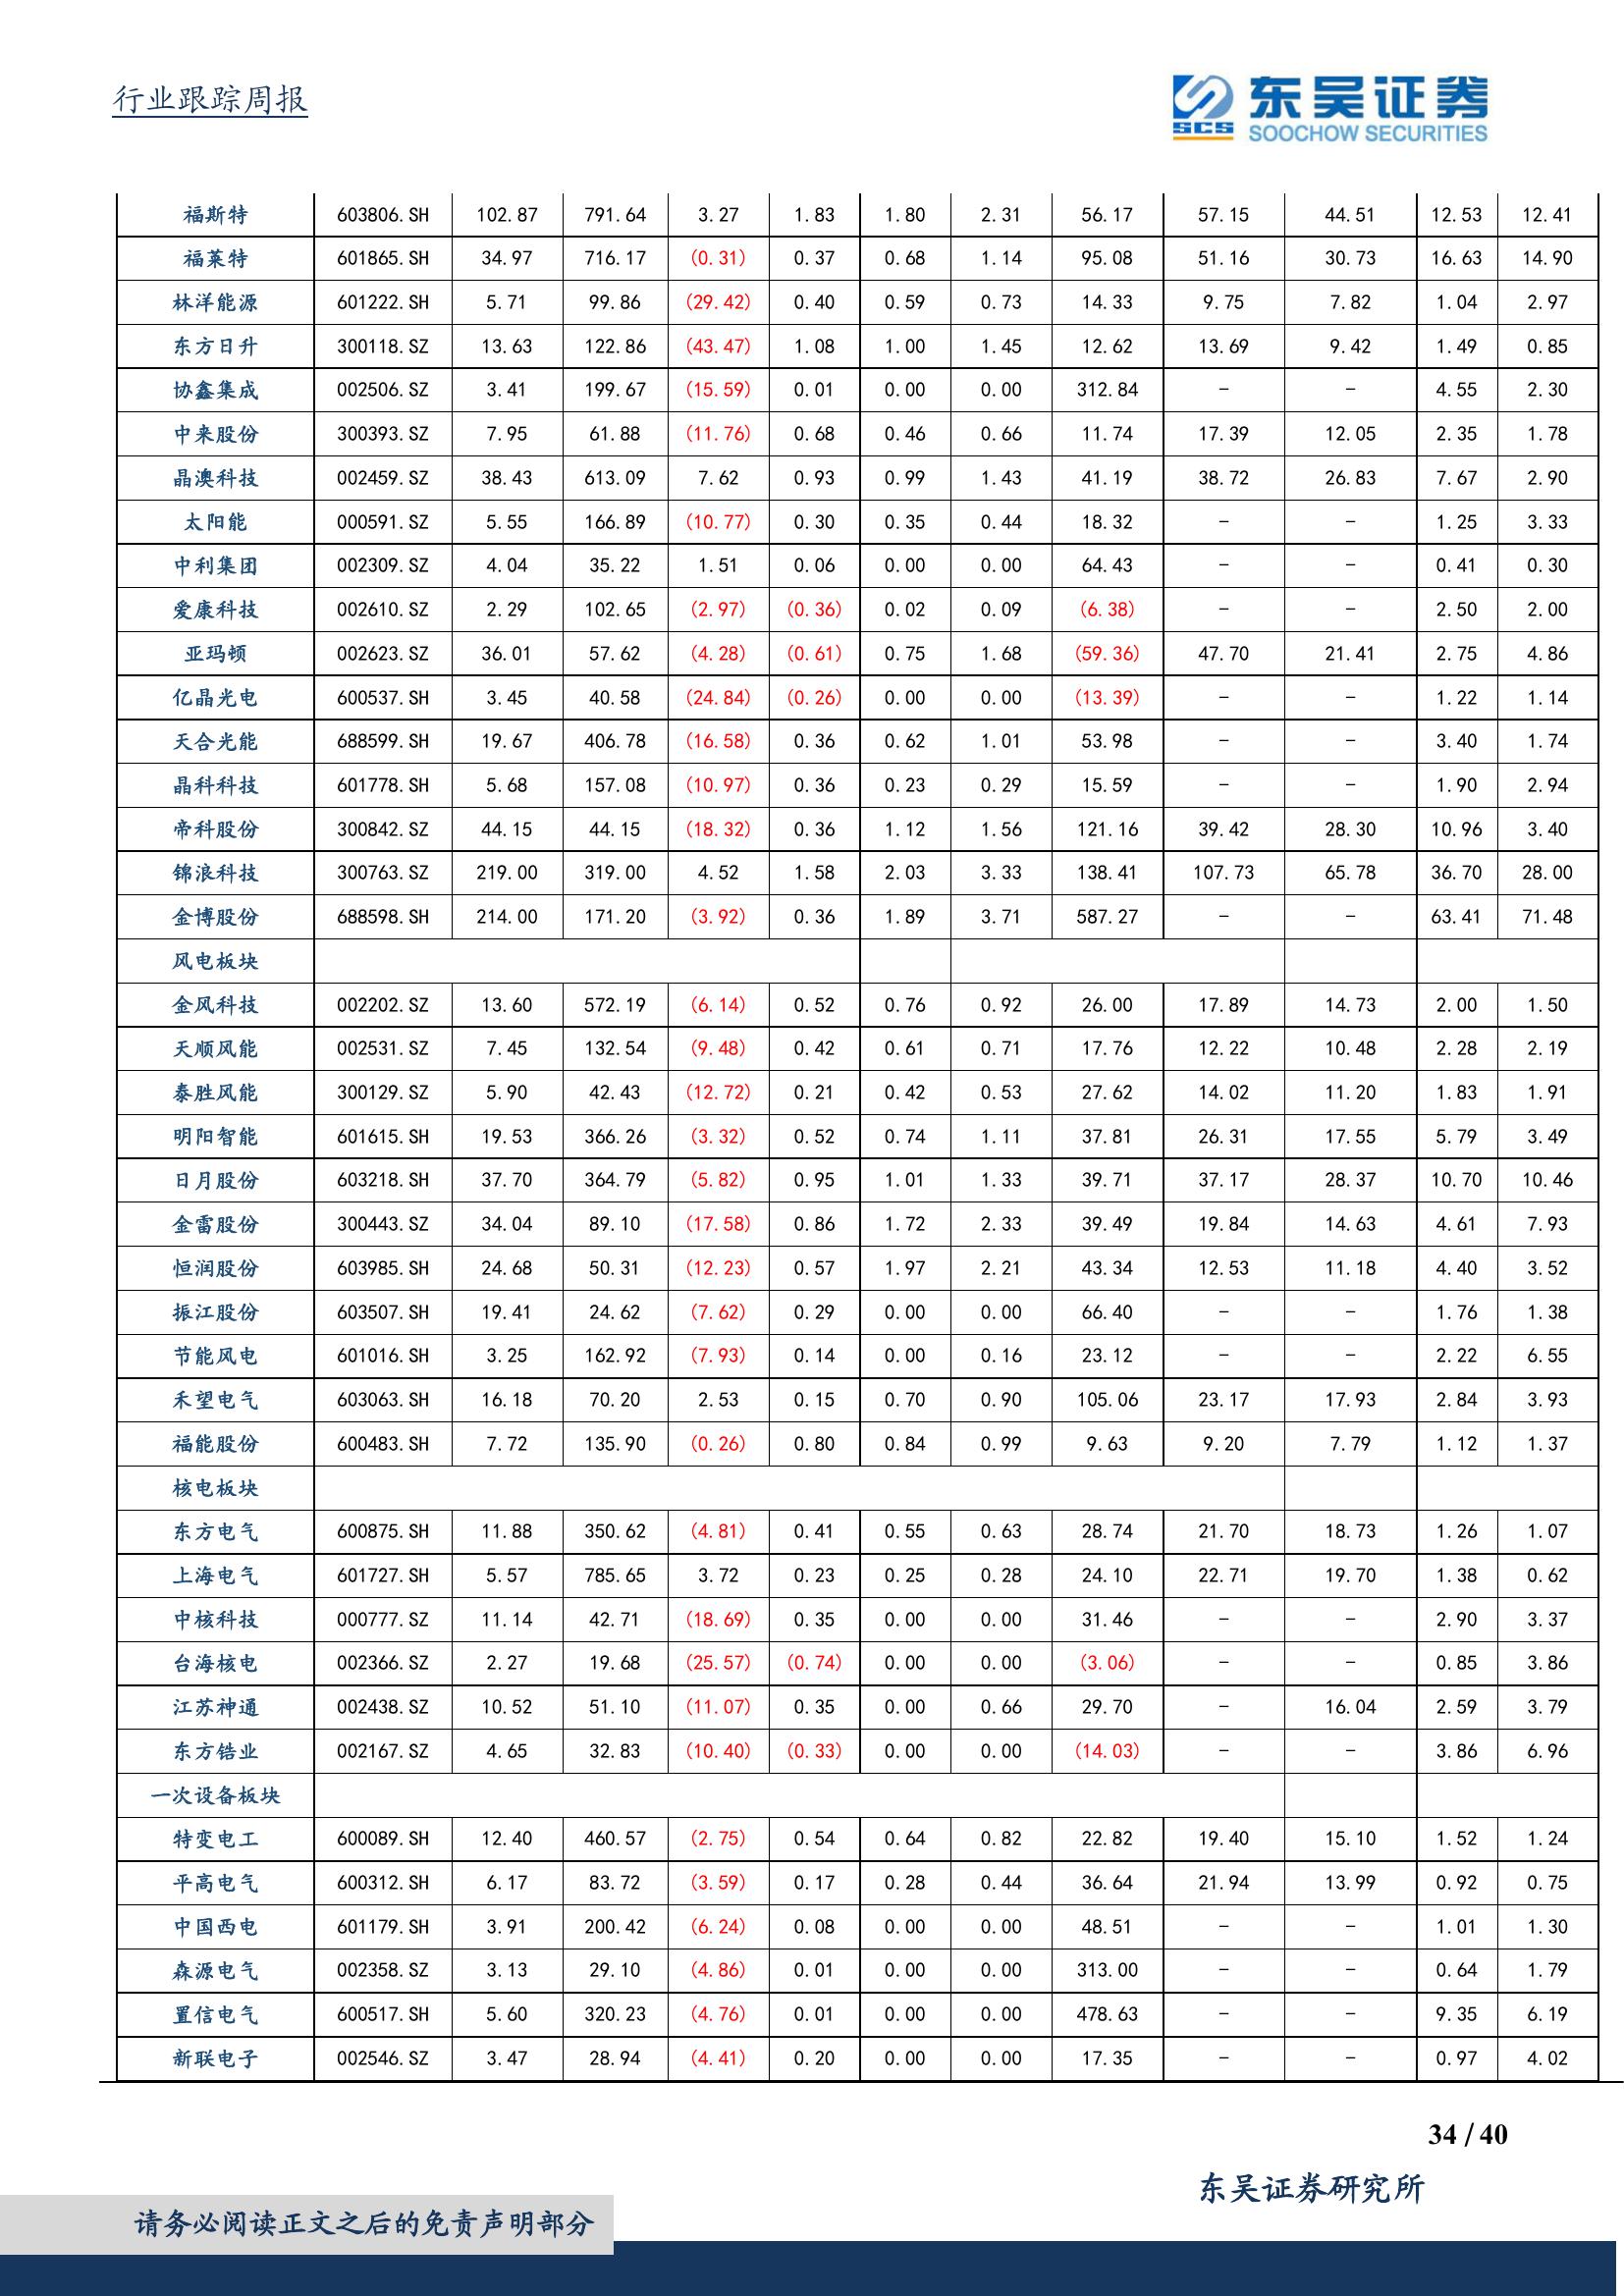 行业跟踪周报
东吴证券
SCS SOOCHOW SECURITIES
福斯特 603806.SH 102.87 791.64 3.27 1.83 1.80 2.31 56.17 57.15 44.51 12.53 12.41
福莱特 601865.SH 34.97 716.17 (0.31) 0.37 0.68 1.14 95.08 51.16 30.73 16.63 14.90
林洋能源 601222.SH 5.71 99.86 (29.42) 0.40 0.59 0.73 14.33 9.75 7.82 1.04 2.97
东方日升 300118.SZ 13.63 122.86 (43.47) 1.08 1.00 1.45 12.62 13.69 9.42 1.49 0.85
协鑫集成 002506.SZ 3.41 199.67 (15.59) 0.01 0.00 0.00 312.84 - - 4.55 2.30
中来股份 300393.SZ 7.95 61.88 (11.76) 0.68 0.46 0.66 11.74 17.39 12.05 2.35 1.78
晶澳科技 002459.SZ 38.43 613.09 7.62 0.93 0.99 1.43 41.19 38.72 26.83 7.67 2.90
太阳能 000591.SZ 5.55 166.89 (10.77) 0.30 0.35 0.44 18.32 - - 1.25 3.33
中利集团 002309.SZ 4.04 35.22 1.51 0.06 0.00 0.00 64.43 - - 0.41 0.30
爱康科技 002610.SZ 2.29 102.65 (2.97) (0.36) 0.02 0.09 (6.38) - - 2.50 2.00
亚玛顿 002623.SZ 36.01 57.62 (4.28) (0.61) 0.75 1.68 (59.36) 47.70 21.41 2.75 4.86
亿晶光电 600537.SH 3.45 40.58 (24.84) (0.26) 0.00 0.00 (13.39) - - 1.22 1.14
天合光能 688599.SH 19.67 406.78 (16.58) 0.36 0.62 1.01 53.98 - - 3.40 1.74
晶科科技 601778.SH 5.68 157.08 (10.97) 0.36 0.23 0.29 15.59 - - 1.90 2.94
帝科股份 300842.SZ 44.15 44.15 (18.32) 0.36 1.12 1.56 121.16 39.42 28.30 10.96 3.40
锦浪科技 300763.SZ 219.00 319.00 4.52 1.58 2.03 3.33 138.41 107.73 65.78 36.70 28.00
金博股份 688598.SH 214.00 171.20 (3.92) 0.36 1.89 3.71 587.27 - - 63.41 71.48
风电板块
金风科技 002202.SZ 13.60 572.19 (6.14) 0.52 0.76 0.92 26.00 17.89 14.73 2.00 1.50
天顺风能 002531.SZ 7.45 132.54 (9.48) 0.42 0.61 0.71 17.76 12.22 10.48 2.28 2.19
泰胜风能 300129.SZ 5.90 42.43 (12.72) 0.21 0.42 0.53 27.62 14.02 11.20 1.83 1.91
明阳智能 601615.SH 19.53 366.26 (3.32) 0.52 0.74 1.11 37.81 26.31 17.55 5.79 3.49
日月股份 603218.SH 37.70 364.79 (5.82) 0.95 1.01 1.33 39.71 37.17 28.37 10.70 10.46
金雷股份 300443.SZ 34.04 89.10 (17.58) 0.86 1.72 2.33 39.49 19.84 14.63 4.61 7.93
恒润股份 603985.SH 24.68 50.31 (12.23) 0.57 1.97 2.21 43.34 12.53 11.18 4.40 3.52
振江股份 603507.SH 19.41 24.62 (7.62) 0.29 0.00 0.00 66.40 - - 1.76 1.38
节能风电 601016.SH 3.25 162.92 (7.93) 0.14 0.00 0.16 23.12 - - 2.22 6.55
禾望电气 603063.SH 16.18 70.20 2.53 0.15 0.70 0.90 105.06 23.17 17.93 2.84 3.93
福能股份 600483.SH 7.72 135.90 (0.26) 0.80 0.84 0.99 9.63 9.20 7.79 1.12 1.37
核电板块
东方电气 600875.SH 11.88 350.62 (4.81) 0.41 0.55 0.63 28.74 21.70 18.73 1.26 1.07
上海电气 601727.SH 5.57 785.65 3.72 0.23 0.25 0.28 24.10 22.71 19.70 1.38 0.62
中核科技 000777.SZ 11.14 42.71 (18.69) 0.35 0.00 0.00 31.46 - - 2.90 3.37
台海核电 002366.SZ 2.27 19.68 (25.57) (0.74) 0.00 0.00 (3.06) - - 0.85 3.86
江苏神通 002438.SZ 10.52 51.10 (11.07) 0.35 0.00 0.66 29.70 - 16.04 2.59 3.79
东方锆业 002167.SZ 4.65 32.83 (10.40) (0.33) 0.00 0.00 (14.03) - - 3.86 6.96
一次设备板块
特变电工 600089.SH 12.40 460.57 (2.75) 0.54 0.64 0.82 22.82 19.40 15.10 1.52 1.24
平高电气 600312.SH 6.17 83.72 (3.59) 0.17 0.28 0.44 36.64 21.94 13.99 0.92 0.75
中国西电 601179.SH 3.91 200.42 (6.24) 0.08 0.00 0.00 48.51 - - 1.01 1.30
森源电气 002358.SZ 3.13 29.10 (4.86) 0.01 0.00 0.00 313.00 - - 0.64 1.79
置信电气 600517.SH 5.60 320.23 (4.76) 0.01 0.00 0.00 478.63 - - 9.35 6.19
新联电子 002546.SZ 3.47 28.94 (4.41) 0.20 0.00 0.00 17.35 - - 0.97 4.02
34 / 40
东吴证券研究所
请务必阅读正文之后的免责声明部分